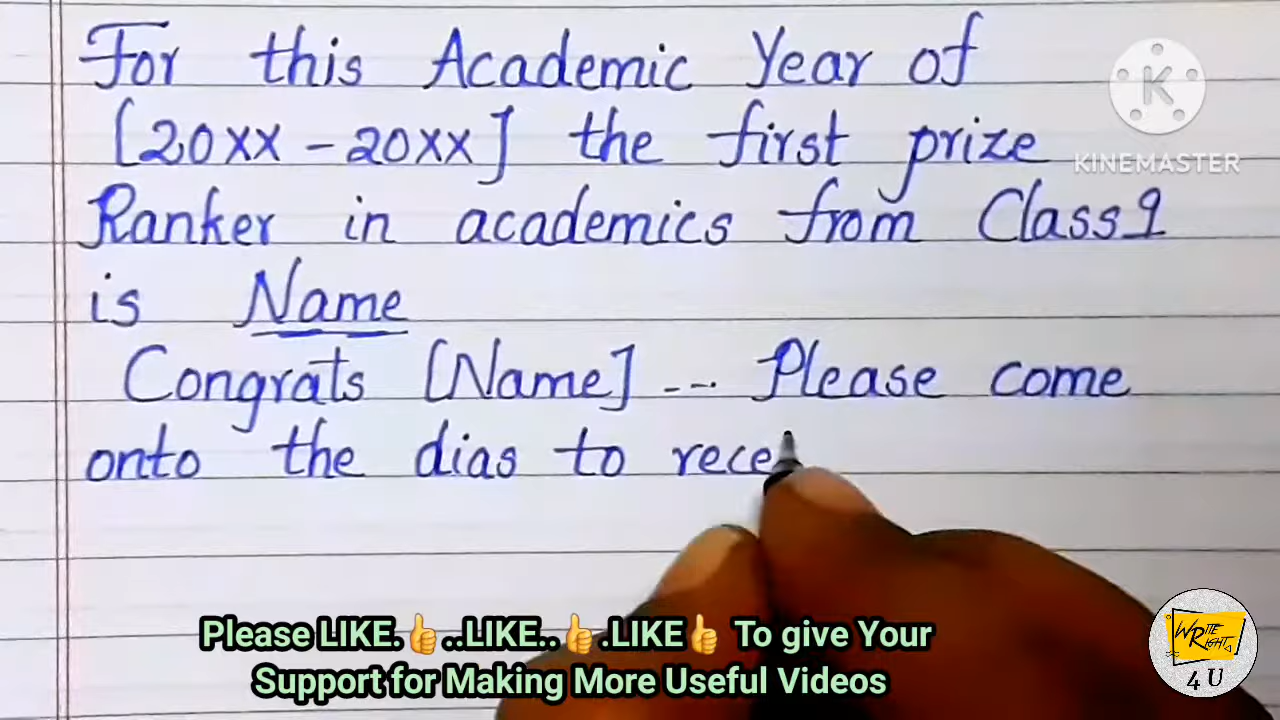 For this Academic Year of
[20xx - 20xx] the first prize
Ranker in academics from Class 9
is Name
Congrats [Name] --- Please come
onto the dias to rece
KINEMASTER
Please LIKE.👍..LIKE..👍.LIKE👍 To give Your
Support for Making More Useful Videos
WRITE
RIGHT
4 U